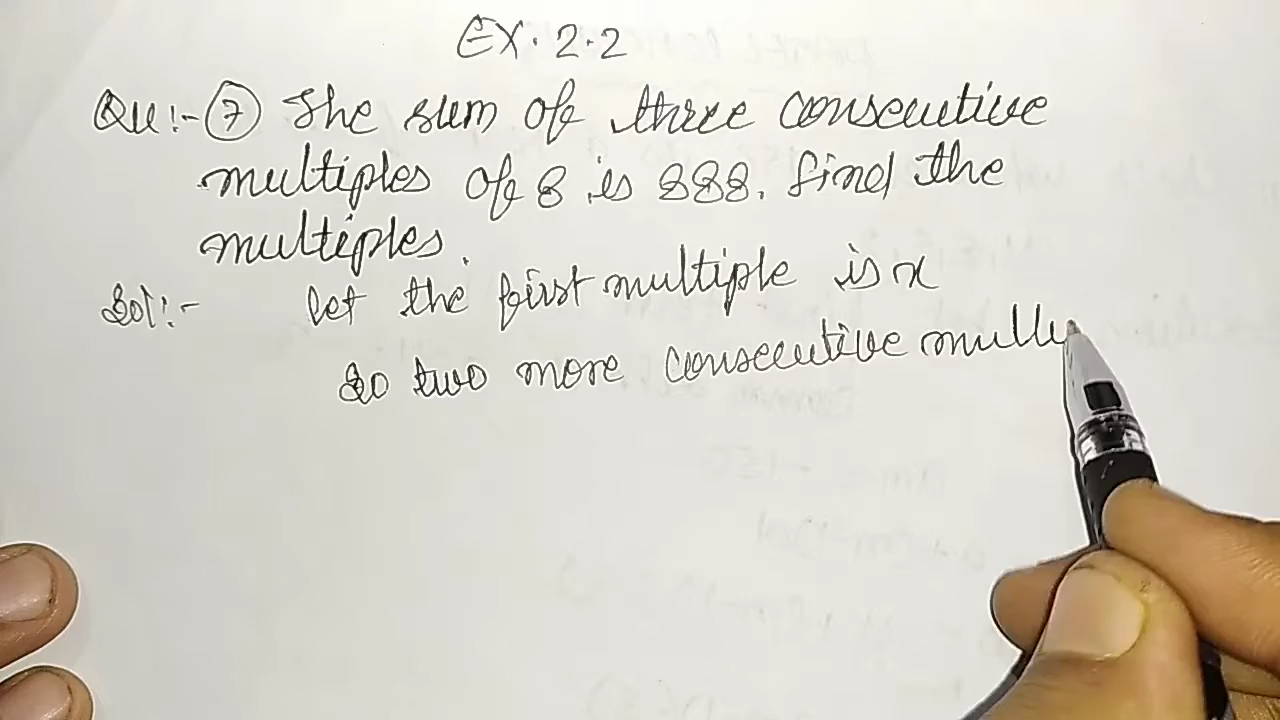 EX. 2.2
Qu:- 7 The sum of three consecutive
multiples of 8 is 888. find the
multiples.
Sol:- let the first multiple is x
So two more consecutive